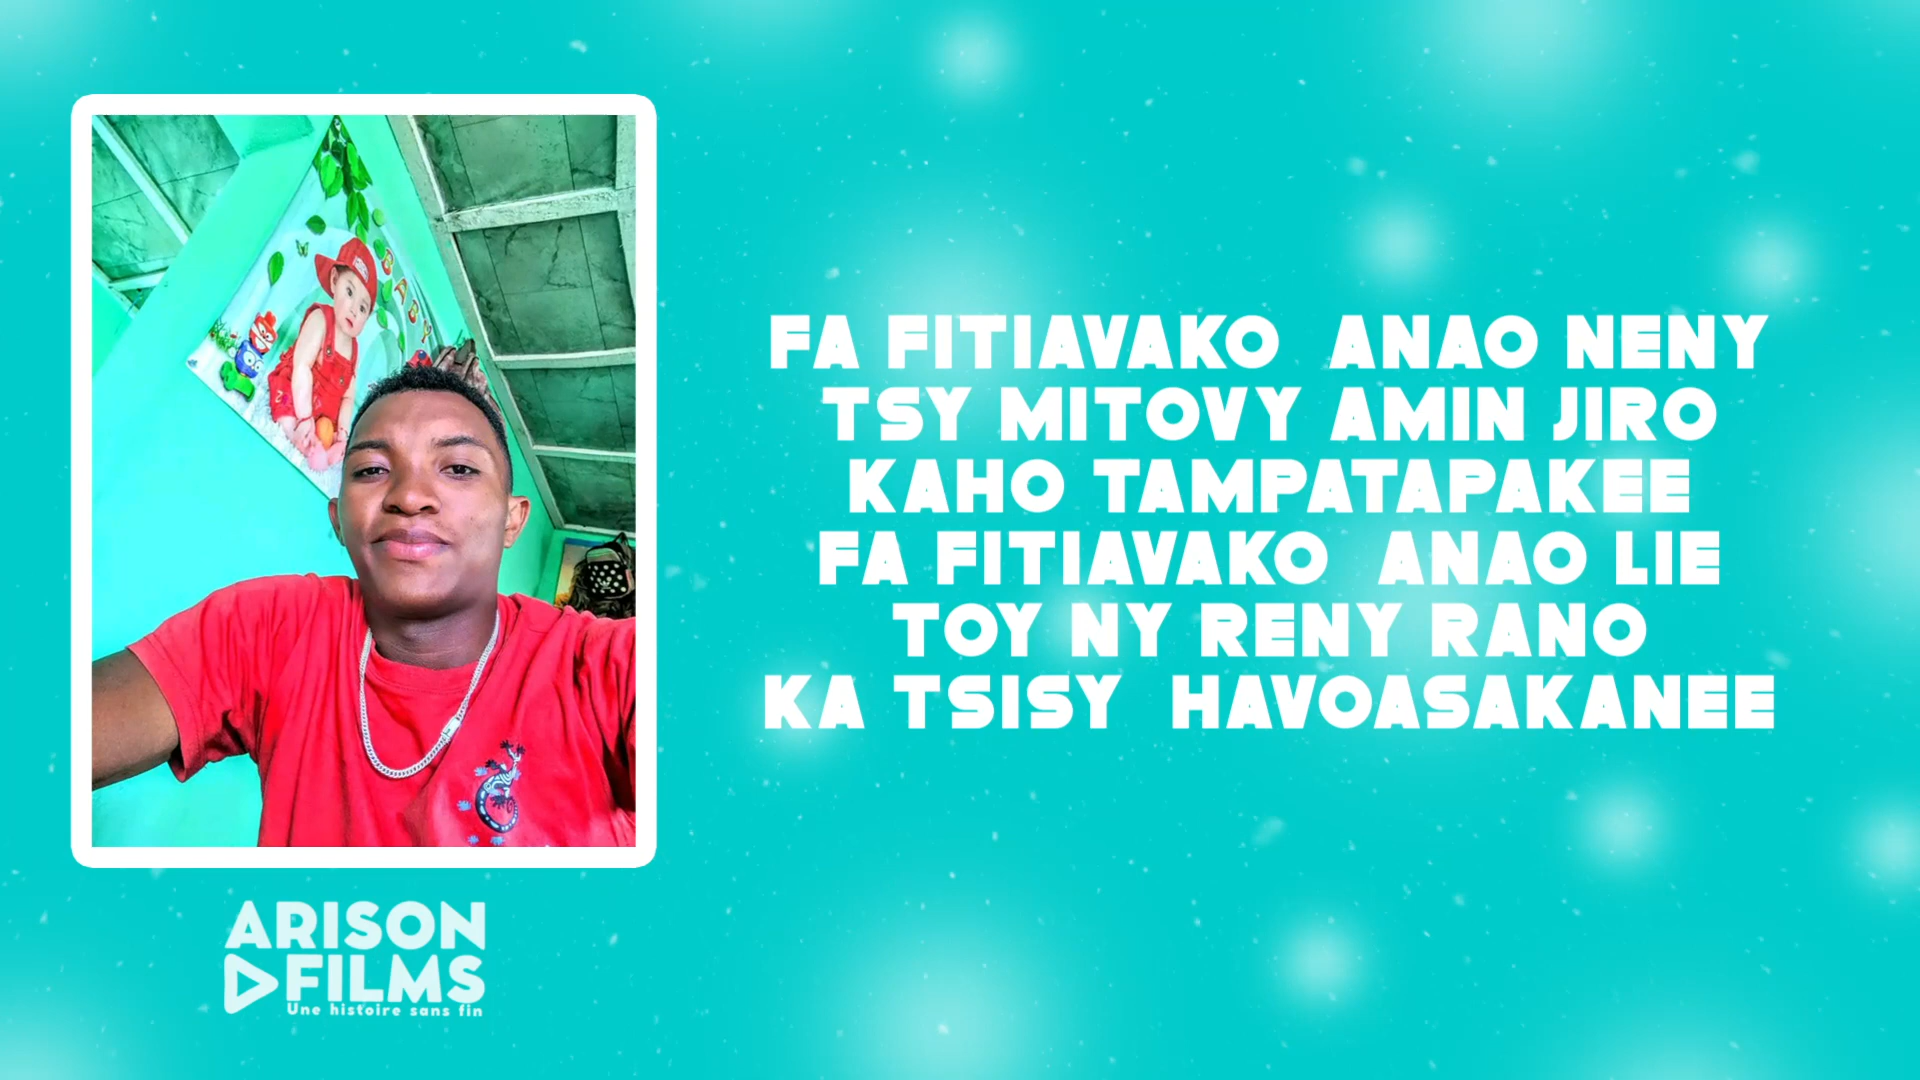 FA FITIAVAKO ANAO NENY
TSY MITOVY AMIN JIRO
KAHO TAMPATAPAKEE
FA FITIAVAKO ANAO LIE
TOY NY RENY RANO
KA TSISY HAVOASAKANEE
BABY
ARISON
FILMS
Une histoire sans fin